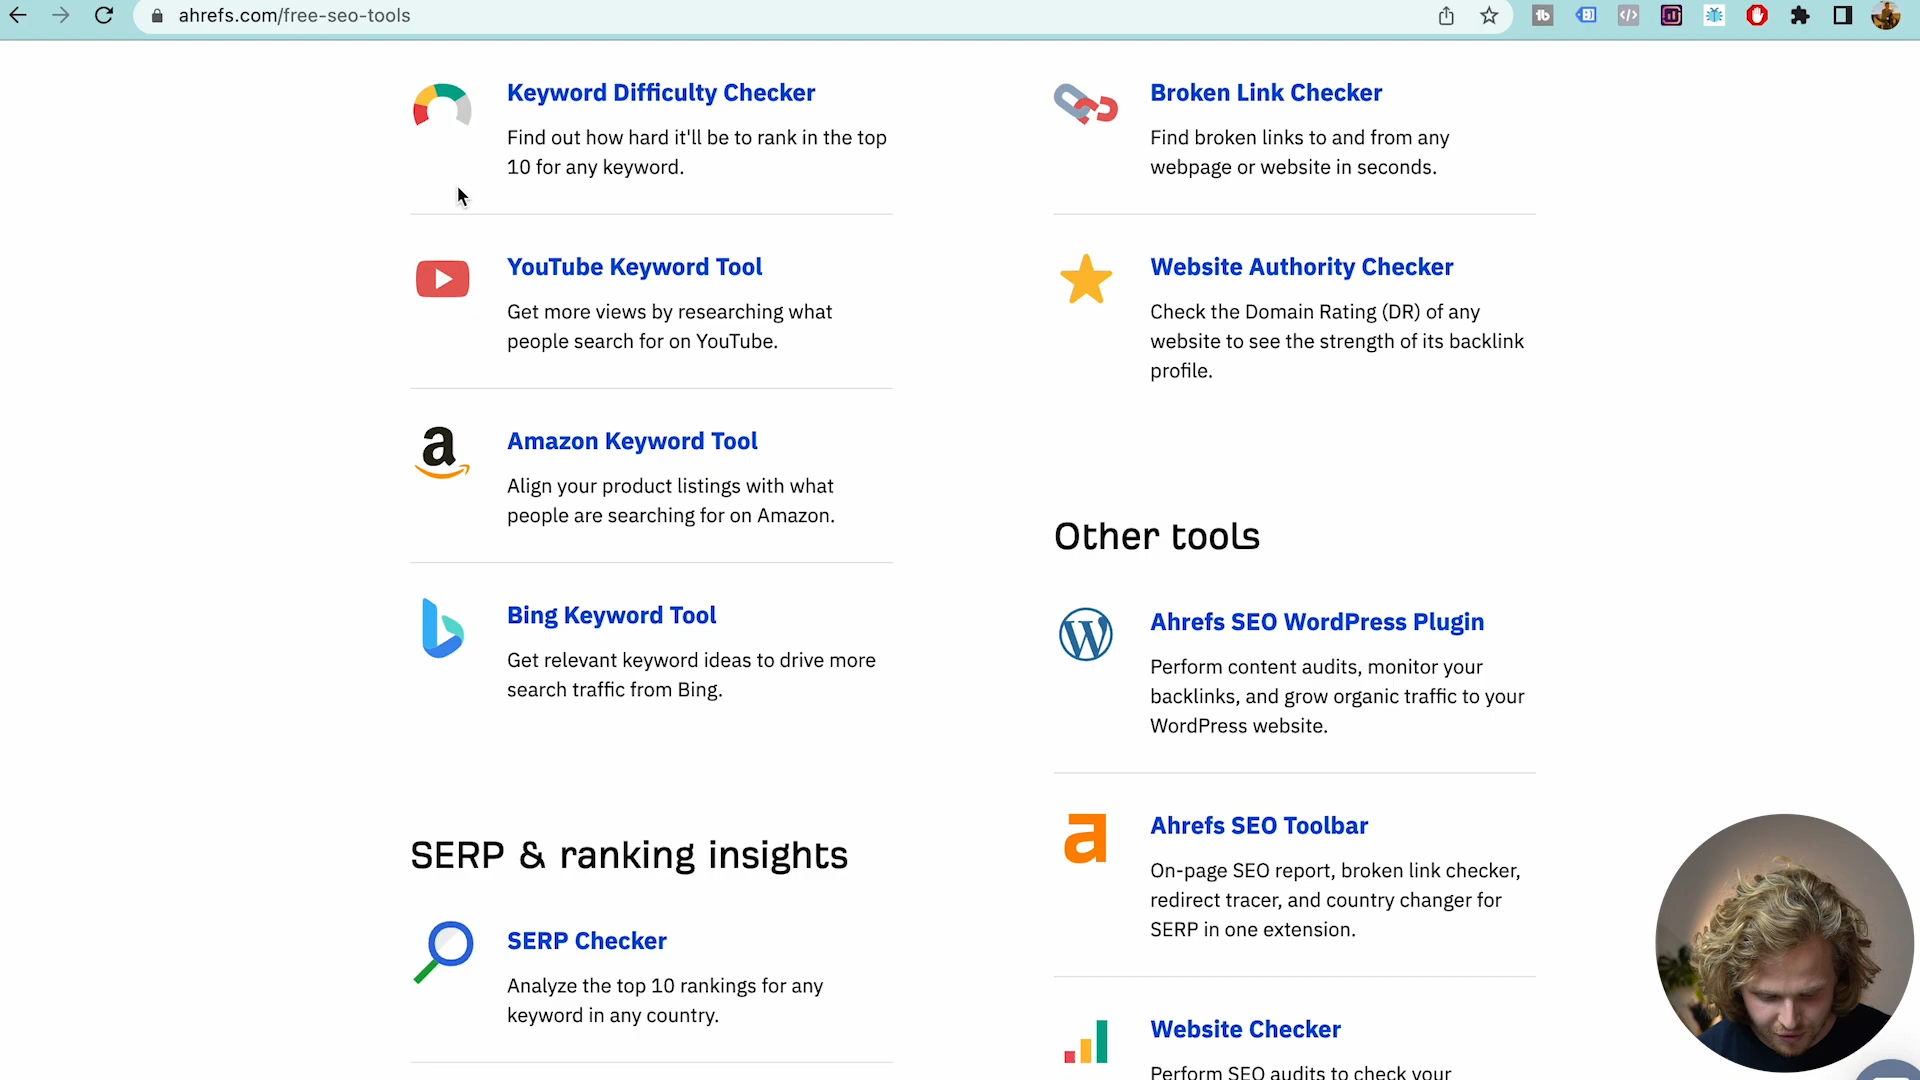 ahrefs.com/free-seo-tools
Keyword Difficulty Checker
Find out how hard it'll be to rank in the top
10 for any keyword.
YouTube Keyword Tool
Get more views by researching what
people search for on YouTube.
Amazon Keyword Tool
Align your product listings with what
people are searching for on Amazon.
Bing Keyword Tool
Get relevant keyword ideas to drive more
search traffic from Bing.
SERP & ranking insights
SERP Checker
Analyze the top 10 rankings for any
keyword in any country.
Broken Link Checker
Find broken links to and from any
webpage or website in seconds.
Website Authority Checker
Check the Domain Rating (DR) of any
website to see the strength of its backlink
profile.
Other tools
Ahrefs SEO WordPress Plugin
Perform content audits, monitor your
backlinks, and grow organic traffic to your
WordPress website.
Ahrefs SEO Toolbar
On-page SEO report, broken link checker,
redirect tracer, and country changer for
SERP in one extension.
Website Checker
Perform SEO audits to check your